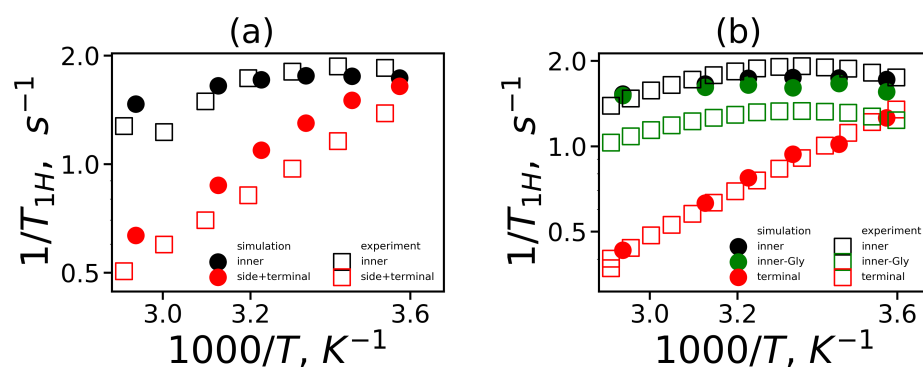 (a)
2.0
1.0
0.5
1/T1H, s−1
simulation
inner
side+terminal
experiment
inner
side+terminal
3.0
3.2
3.6
1000/T, K−1
(b)
2.0
1.0
0.5
1/T1H, s−1
simulation
inner
inner-Gly
terminal
experiment
inner
inner-Gly
terminal
3.0
3.2
3.6
1000/T, K−1